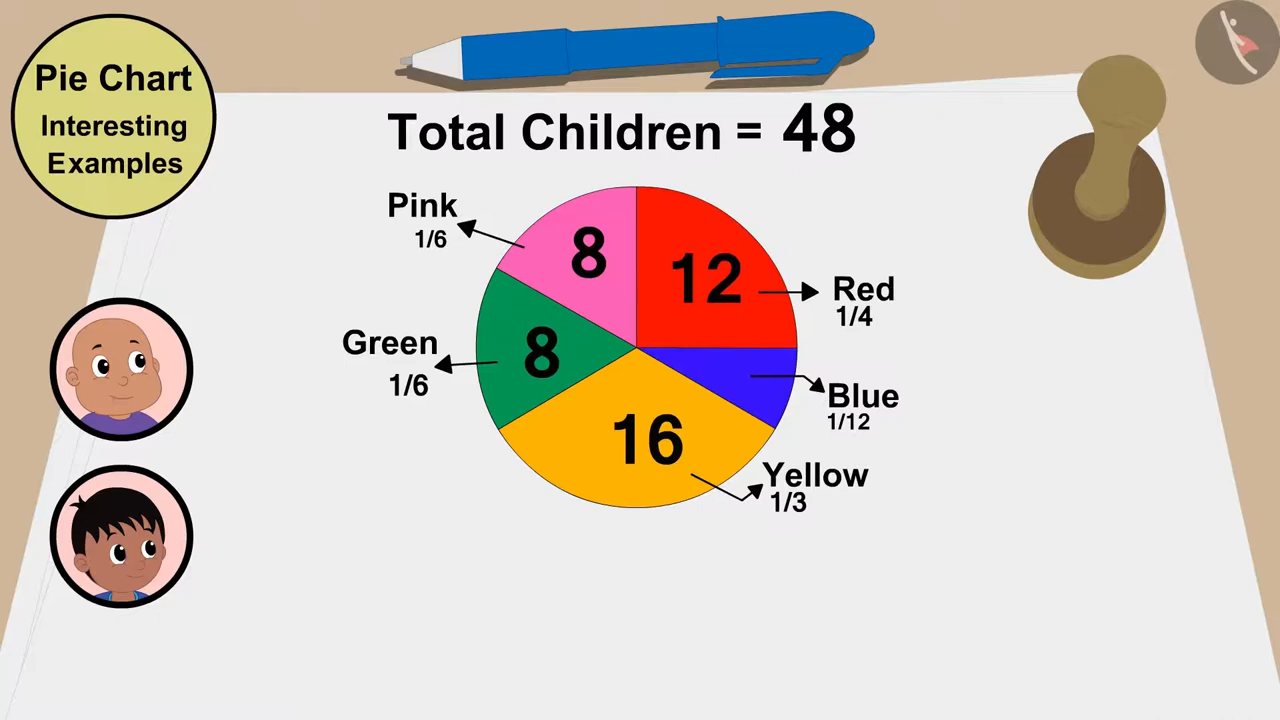 Pie Chart
Interesting
Examples
Total Children = 48
Pink
1/6
8
12
Red
1/4
Green
1/6
8
Blue
1/12
16
Yellow
1/3